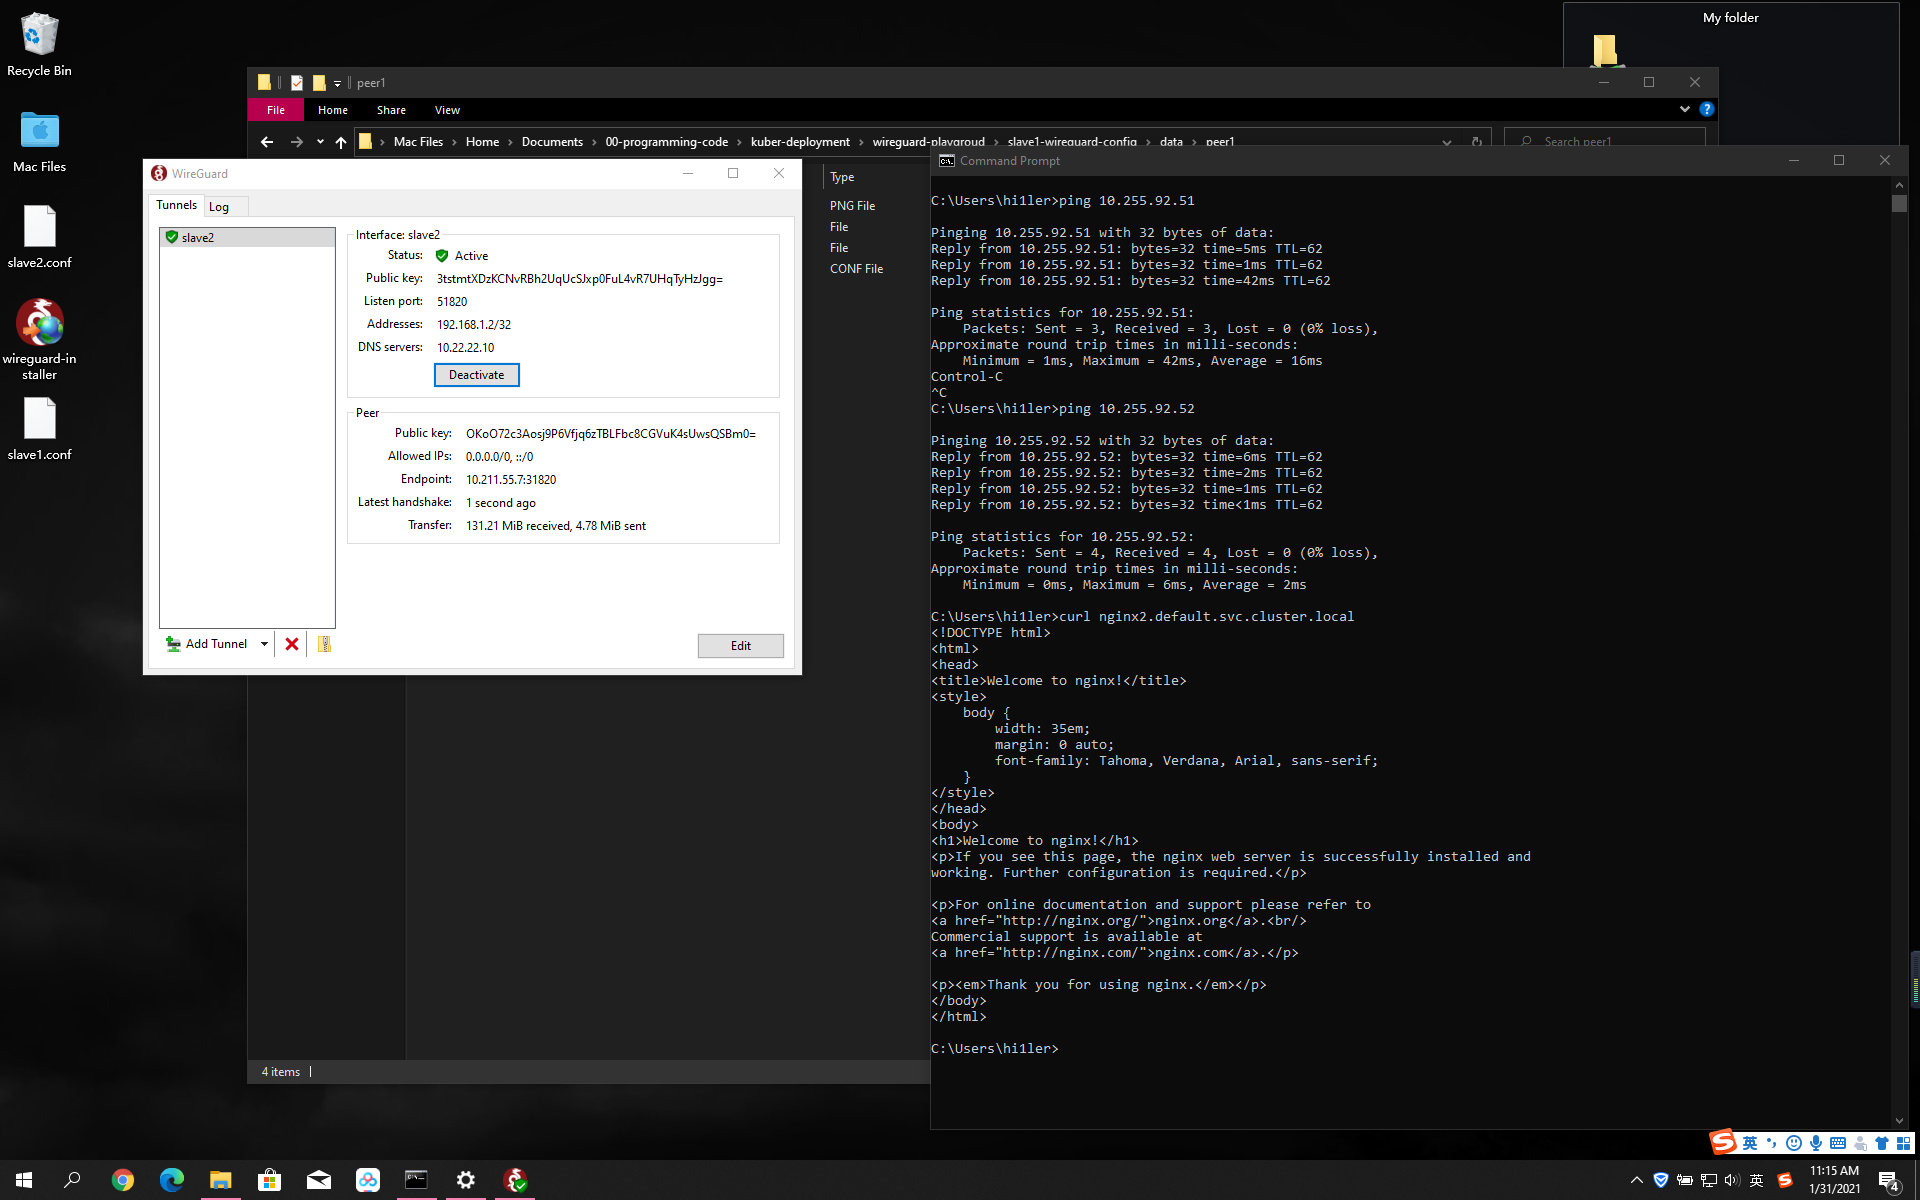 Recycle Bin
Mac Files
slave2.conf
wireguard-in
staller
slave1.conf
My folder
peer1
File
Home
Share
View
Mac Files
Home
Documents
00-programming-code
kuber-deployment
wireguard-playgroud
slave1-wireguard-config
data
peer1
Search peer1
Type
PNG File
File
File
CONF File
4 items
WireGuard
Tunnels
Log
slave2
Interface: slave2
Status: Active
Public key: 3tstmtXDzKCNvRBh2UqUcSJxp0FuL4vR7UHqTyHzJgg=
Listen port: 51820
Addresses: 192.168.1.2/32
DNS servers: 10.22.22.10
Deactivate
Peer
Public key: OKoO72c3Aosj9P6Vfjq6zTBLFbc8CGVuK4sUwsQSBm0=
Allowed IPs: 0.0.0.0/0, ::/0
Endpoint: 10.211.55.7:31820
Latest handshake: 1 second ago
Transfer: 131.21 MiB received, 4.78 MiB sent
Add Tunnel
Edit
Command Prompt
C:\Users\hi1ler>ping 10.255.92.51
Pinging 10.255.92.51 with 32 bytes of data:
Reply from 10.255.92.51: bytes=32 time=5ms TTL=62
Reply from 10.255.92.51: bytes=32 time=1ms TTL=62
Reply from 10.255.92.51: bytes=32 time=42ms TTL=62
Ping statistics for 10.255.92.51:
Packets: Sent = 3, Received = 3, Lost = 0 (0% loss),
Approximate round trip times in milli-seconds:
Minimum = 1ms, Maximum = 42ms, Average = 16ms
Control-C
^C
C:\Users\hi1ler>ping 10.255.92.52
Pinging 10.255.92.52 with 32 bytes of data:
Reply from 10.255.92.52: bytes=32 time=6ms TTL=62
Reply from 10.255.92.52: bytes=32 time=2ms TTL=62
Reply from 10.255.92.52: bytes=32 time=1ms TTL=62
Reply from 10.255.92.52: bytes=32 time<1ms TTL=62
Ping statistics for 10.255.92.52:
Packets: Sent = 4, Received = 4, Lost = 0 (0% loss),
Approximate round trip times in milli-seconds:
Minimum = 0ms, Maximum = 6ms, Average = 2ms
C:\Users\hi1ler>curl nginx2.default.svc.cluster.local
<!DOCTYPE html>
<html>
<head>
<title>Welcome to nginx!</title>
<style>
body {
width: 35em;
margin: 0 auto;
font-family: Tahoma, Verdana, Arial, sans-serif;
}
</style>
</head>
<body>
<h1>Welcome to nginx!</h1>
<p>If you see this page, the nginx web server is successfully installed and
working. Further configuration is required.</p>
<p>For online documentation and support please refer to
<a href="http://nginx.org/">nginx.org</a>.<br/>
Commercial support is available at
<a href="http://nginx.com/">nginx.com</a>.</p>
<p><em>Thank you for using nginx.</em></p>
</body>
</html>
C:\Users\hi1ler>
英
英
11:15 AM
1/31/2021
4